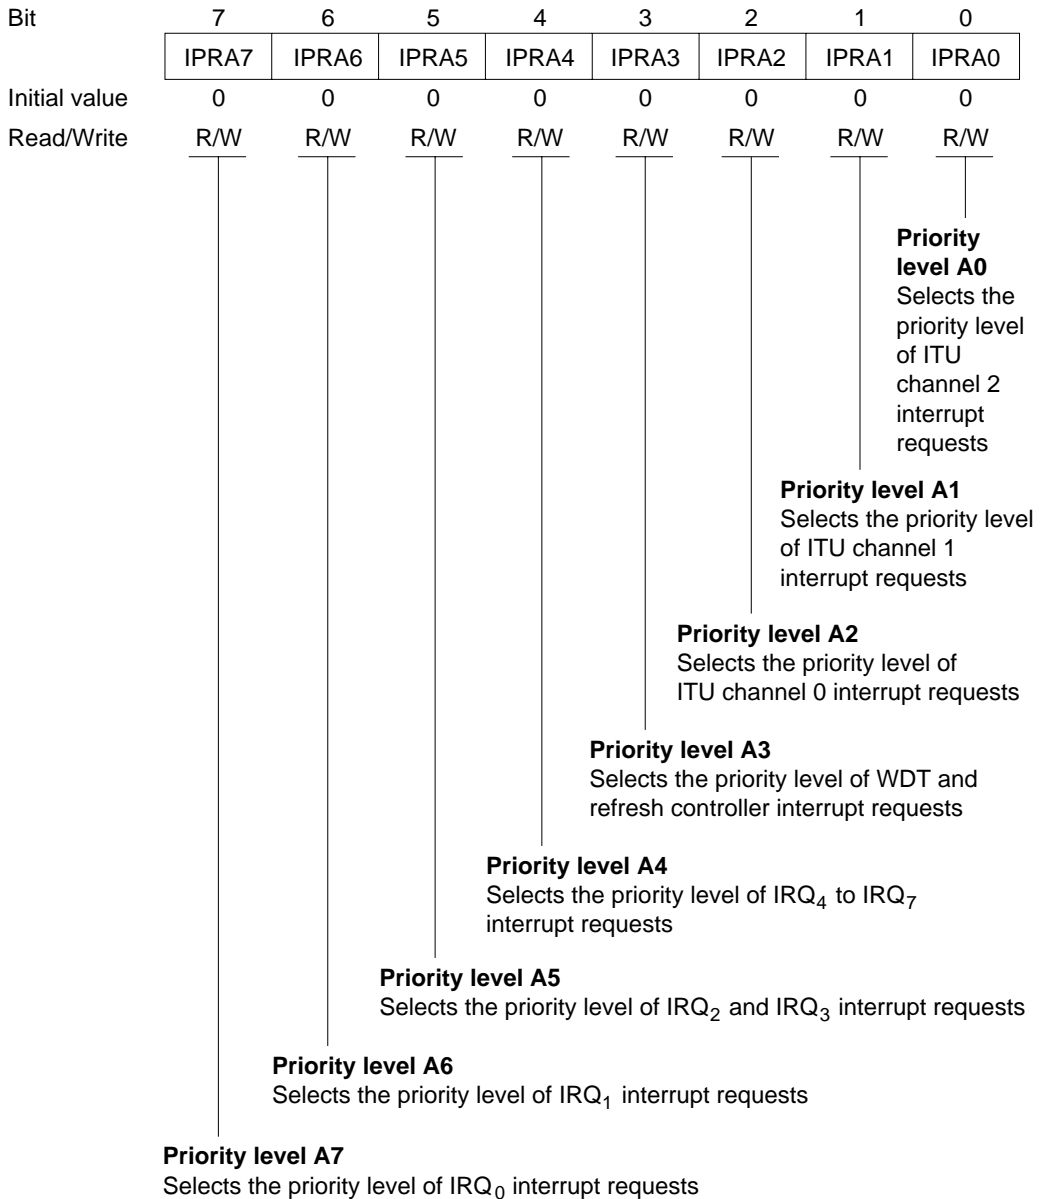 Bit 7 6 5 4 3 2 1 0
IPRA7 IPRA6 IPRA5 IPRA4 IPRA3 IPRA2 IPRA1 IPRA0
Initial value 0 0 0 0 0 0 0 0
Read/Write R/W R/W R/W R/W R/W R/W R/W R/W
Priority
level A0
Selects the
priority level
of ITU
channel 2
interrupt
requests
Priority level A1
Selects the priority level
of ITU channel 1
interrupt requests
Priority level A2
Selects the priority level of
ITU channel 0 interrupt requests
Priority level A3
Selects the priority level of WDT and
refresh controller interrupt requests
Priority level A4
Selects the priority level of IRQ4 to IRQ7
interrupt requests
Priority level A5
Selects the priority level of IRQ2 and IRQ3 interrupt requests
Priority level A6
Selects the priority level of IRQ1 interrupt requests
Priority level A7
Selects the priority level of IRQ0 interrupt requests